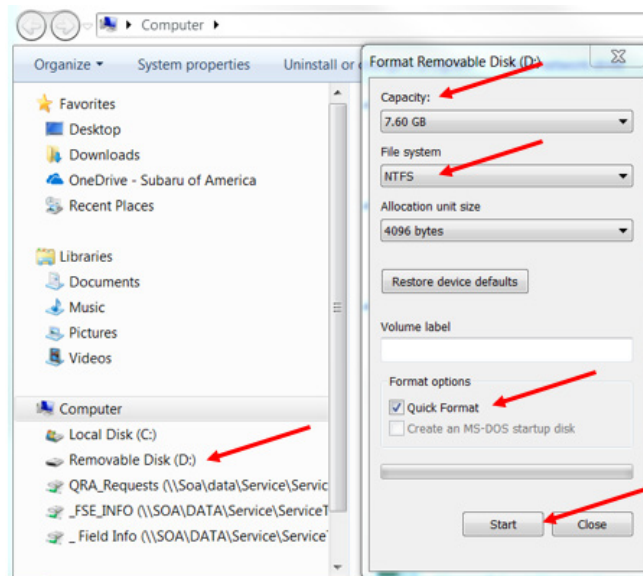 Computer
Organize
System properties
Uninstall or
Favorites
Desktop
Downloads
OneDrive - Subaru of America
Recent Places
Libraries
Documents
Music
Pictures
Videos
Computer
Local Disk (C:)
Removable Disk (D:)
QRA_Requests (\\Soa\data\Service\Servic
_FSE_INFO (\\SOA\DATA\Service\ServiceT
_ Field Info (\\SOA\DATA\Service\Service
Format Removable Disk (D:)
Capacity:
7.60 GB
File system
NTFS
Allocation unit size
4096 bytes
Restore device defaults
Volume label
Format options
Quick Format
Create an MS-DOS startup disk
Start
Close